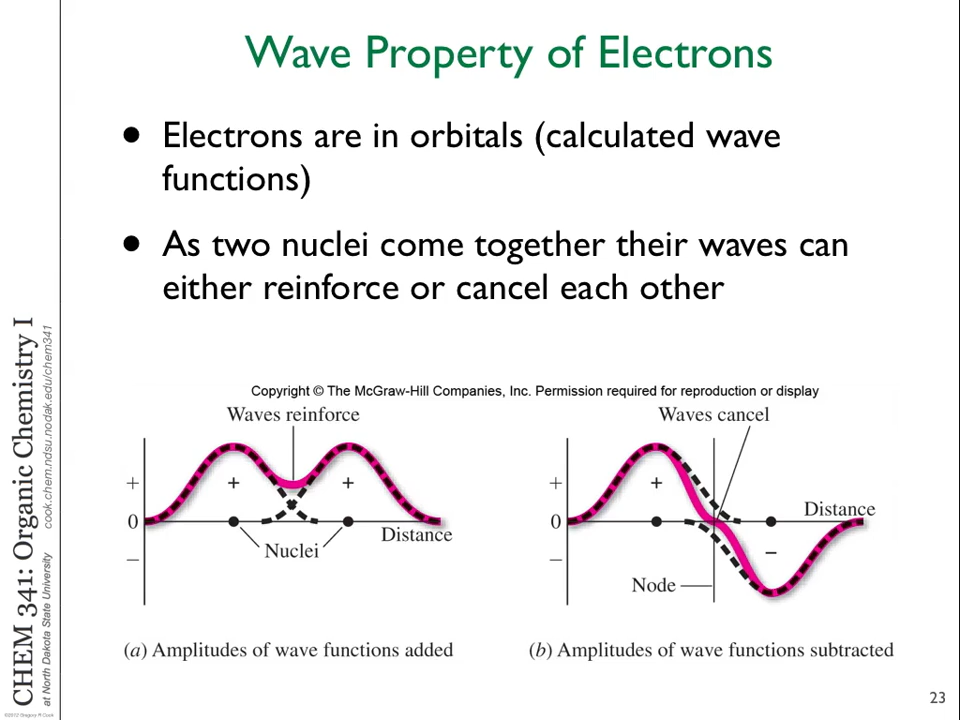 Wave Property of Electrons
• Electrons are in orbitals (calculated wave
functions)
• As two nuclei come together their waves can
either reinforce or cancel each other
Copyright © The McGraw-Hill Companies, Inc. Permission required for reproduction or display
Waves reinforce
+
+
+
0
−
Nuclei
Distance
(a) Amplitudes of wave functions added
Waves cancel
+
+
0
−
−
Distance
Node
(b) Amplitudes of wave functions subtracted
CHEM 341: Organic Chemistry I
at North Dakota State University cook.chem.ndsu.nodak.edu/chem341
©2012 Gregory R Cook
23